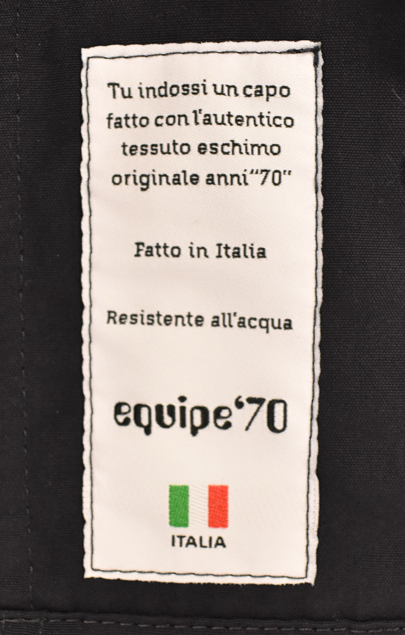 Tu indossi un capo
fatto con l'autentico
tessuto eschimo
originale anni “70”
Fatto in Italia
Resistente all'acqua
equipe‘70
ITALIA